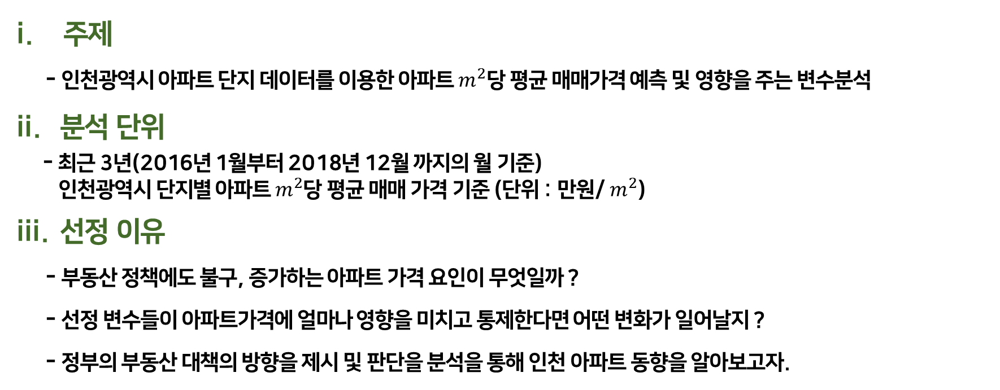 i. 주제
- 인천광역시 아파트 단지 데이터를 이용한 아파트 m²당 평균 매매가격 예측 및 영향을 주는 변수분석
ii. 분석 단위
- 최근 3년(2016년 1월부터 2018년 12월 까지의 월 기준)
인천광역시 단지별 아파트 m²당 평균 매매 가격 기준 (단위 : 만원/ m²)
iii. 선정 이유
- 부동산 정책에도 불구, 증가하는 아파트 가격 요인이 무엇일까 ?
- 선정 변수들이 아파트가격에 얼마나 영향을 미치고 통제한다면 어떤 변화가 일어날지 ?
- 정부의 부동산 대책의 방향을 제시 및 판단을 분석을 통해 인천 아파트 동향을 알아보고자.